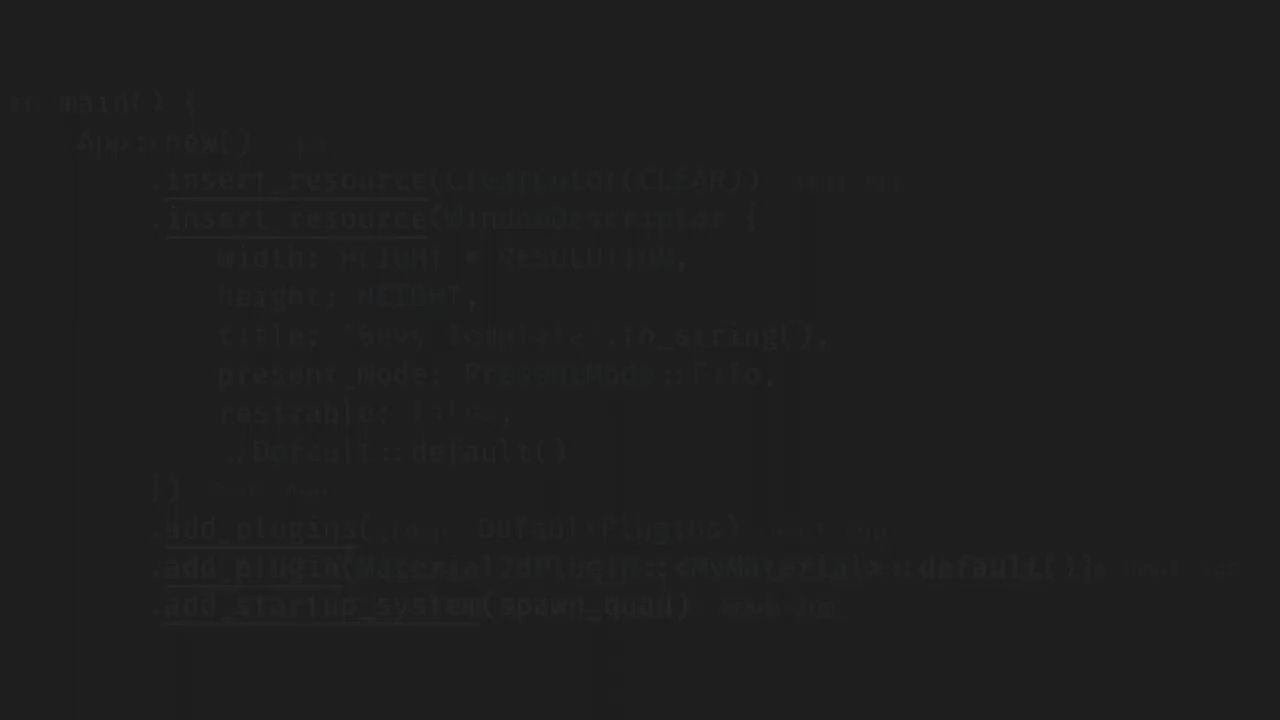 fn main() {
App::new()
.insert_resource(ClearColor(CLEAR))
.insert_resource(WindowDescriptor {
width: HEIGHT * RESOLUTION,
height: HEIGHT,
title: "Bevy Template".to_string(),
present_mode: PresentMode::Fifo,
resizable: false,
..Default::default()
})
.add_plugins( DefaultPlugins)
.add_plugin(Material2dPlugin::<MyMaterial>::default())
.add_startup_system(spawn_quad)